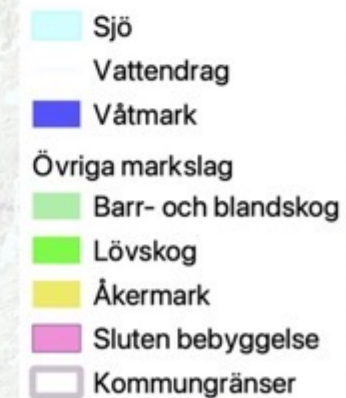 Sjö
Vattendrag
Våtmark
Övriga markslag
Barr- och blandskog
Lövskog
Åkermark
Sluten bebyggelse
Kommungränser